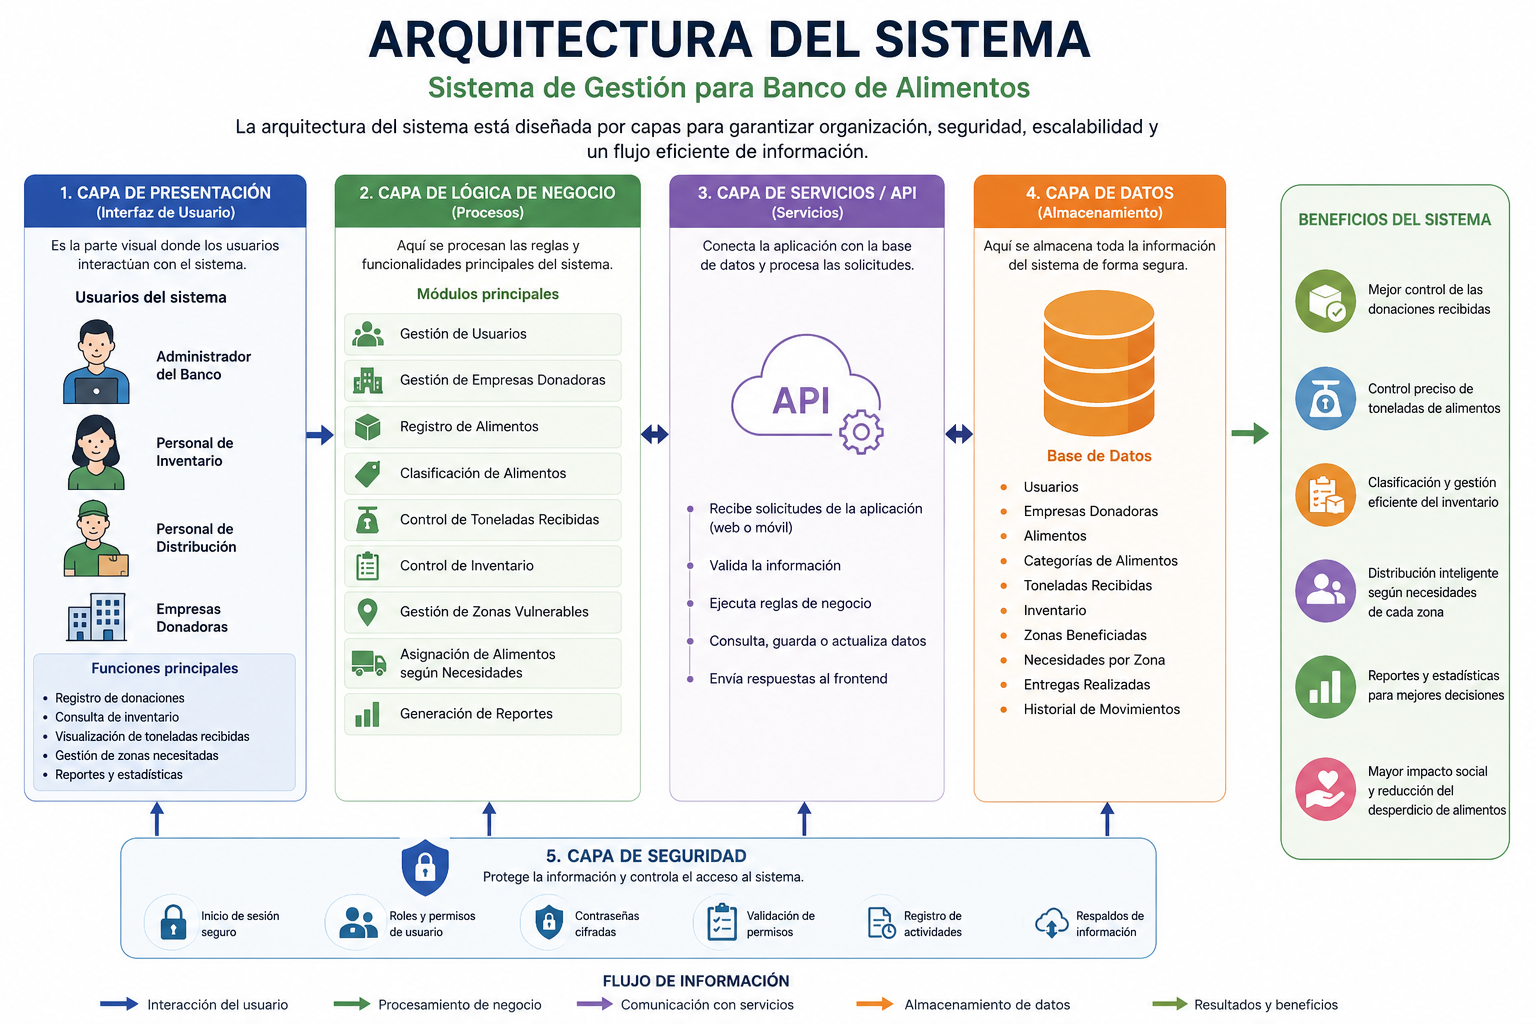 ARQUITECTURA DEL SISTEMA
Sistema de Gestión para Banco de Alimentos
La arquitectura del sistema está diseñada por capas para garantizar organización, seguridad, escalabilidad y
un flujo eficiente de información.
1. CAPA DE PRESENTACIÓN
(Interfaz de Usuario)
Es la parte visual donde los usuarios
interactúan con el sistema.
Usuarios del sistema
Administrador
del Banco
Personal de
Inventario
Personal de
Distribución
Empresas
Donadoras
Funciones principales
• Registro de donaciones
• Consulta de inventario
• Visualización de toneladas recibidas
• Gestión de zonas necesitadas
• Reportes y estadísticas
2. CAPA DE LÓGICA DE NEGOCIO
(Procesos)
Aquí se procesan las reglas y
funcionalidades principales del sistema.
Módulos principales
Gestión de Usuarios
Gestión de Empresas Donadoras
Registro de Alimentos
Clasificación de Alimentos
Control de Toneladas Recibidas
Control de Inventario
Gestión de Zonas Vulnerables
Asignación de Alimentos
según Necesidades
Generación de Reportes
3. CAPA DE SERVICIOS / API
(Servicios)
Conecta la aplicación con la base
de datos y procesa las solicitudes.
API
• Recibe solicitudes de la aplicación
(web o móvil)
• Valida la información
• Ejecuta reglas de negocio
• Consulta, guarda o actualiza datos
• Envía respuestas al frontend
4. CAPA DE DATOS
(Almacenamiento)
Aquí se almacena toda la información
del sistema de forma segura.
Base de Datos
• Usuarios
• Empresas Donadoras
• Alimentos
• Categorías de Alimentos
• Toneladas Recibidas
• Inventario
• Zonas Beneficiadas
• Necesidades por Zona
• Entregas Realizadas
• Historial de Movimientos
BENEFICIOS DEL SISTEMA
Mejor control de las
donaciones recibidas
Control preciso de
toneladas de alimentos
Clasificación y gestión
eficiente del inventario
Distribución inteligente
según necesidades
de cada zona
Reportes y estadísticas
para mejores decisiones
Mayor impacto social
y reducción del
desperdicio de alimentos
5. CAPA DE SEGURIDAD
Protege la información y controla el acceso al sistema.
Inicio de sesión
seguro
Roles y permisos
de usuario
Contraseñas
cifradas
Validación de
permisos
Registro de
actividades
Respaldos de
información
FLUJO DE INFORMACIÓN
Interacción del usuario
Procesamiento de negocio
Comunicación con servicios
Almacenamiento de datos
Resultados y beneficios